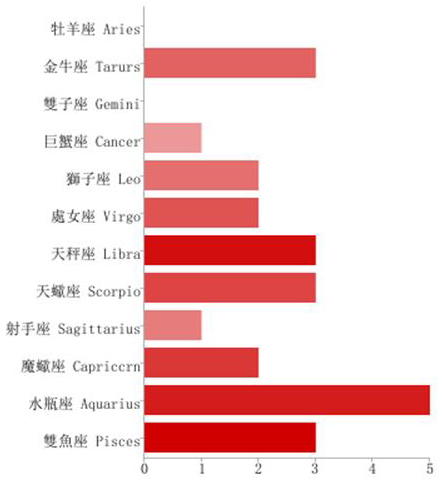 牡羊座 Aries
金牛座 Tarurs
雙子座 Gemini
巨蟹座 Cancer
獅子座 Leo
處女座 Virgo
天秤座 Libra
天蠍座 Scorpio
射手座 Sagittarius
魔蠍座 Capriccrn
水瓶座 Aquarius
雙魚座 Pisces
0 1 2 3 4 5